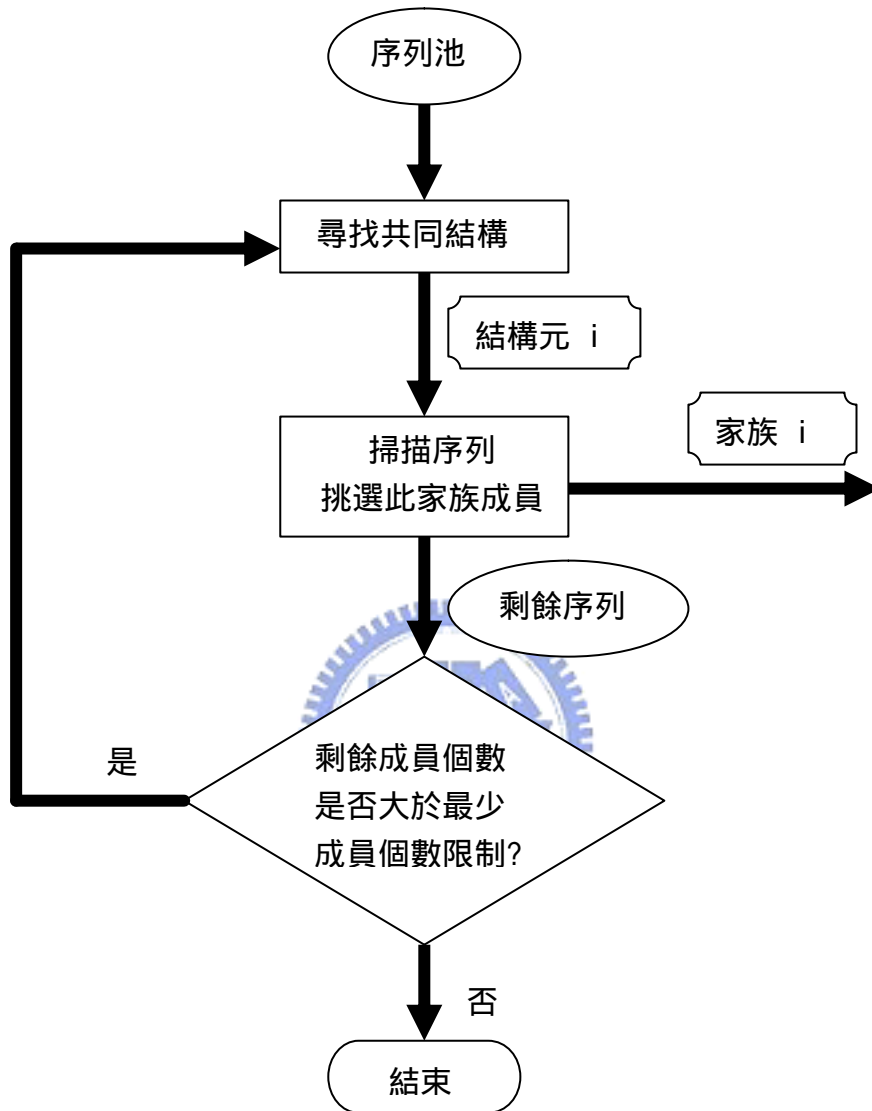 序列池
尋找共同結構
結構元 i
家族 i
掃描序列
挑選此家族成員
剩餘序列
是
剩餘成員個數
是否大於最少
成員個數限制?
否
結束